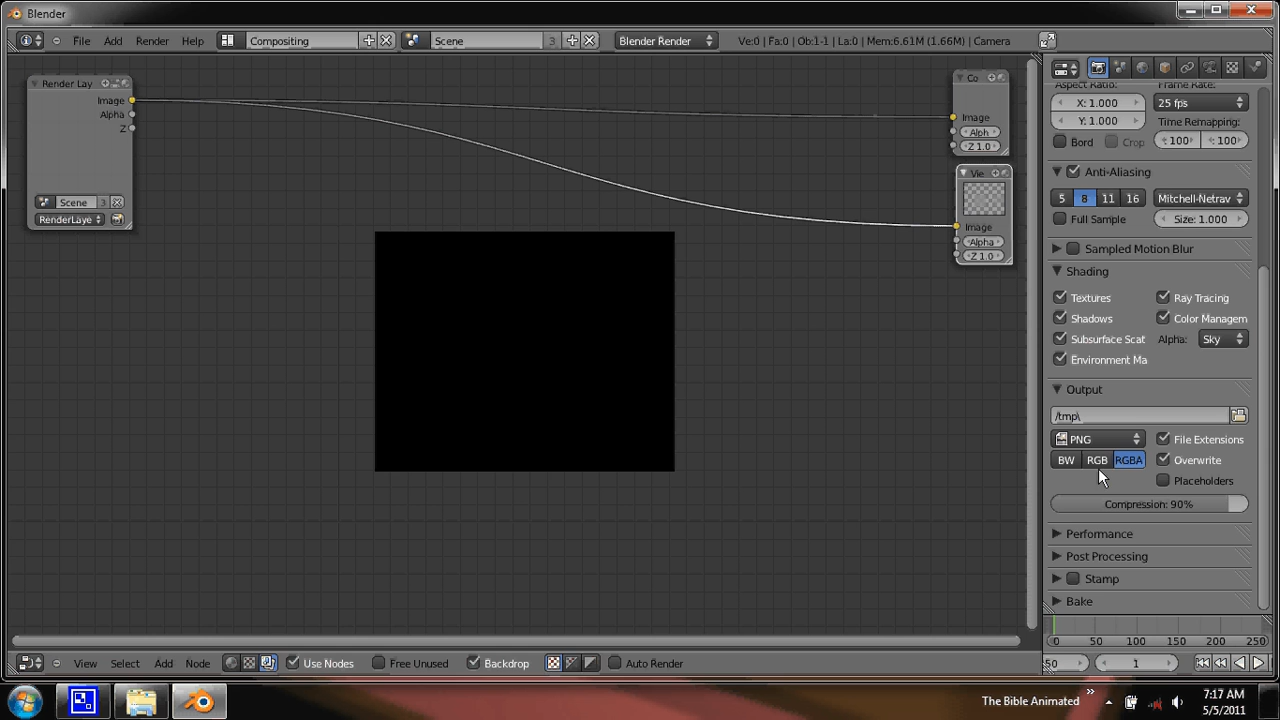 Blender
File Add Render Help Compositing Scene 3 Blender Render Ve:0 | Fa:0 | Ob:1-1 | La:0 | Mem:6.61M (1.66M) | Camera
Render Lay
Image
Alpha
Z
Scene 3
RenderLaye
Co
Image
Alph
Z 1.0
Vie
Image
Alpha
Z 1.0
Aspect Ratio: Frame Rate:
X: 1.000 25 fps
Y: 1.000 Time Remapping:
Bord Crop 100 100
Anti-Aliasing
5 8 11 16 Mitchell-Netrav
Full Sample Size: 1.000
Sampled Motion Blur
Shading
Textures Ray Tracing
Shadows Color Managem
Subsurface Scat Alpha: Sky
Environment Ma
Output
/tmp\
PNG File Extensions
BW RGB RGBA Overwrite
Placeholders
Compression: 90%
Performance
Post Processing
Stamp
Bake
0 50 100 150 200 250
50 1
View Select Add Node Use Nodes Free Unused Backdrop Auto Render
The Bible Animated »
7:17 AM
5/5/2011